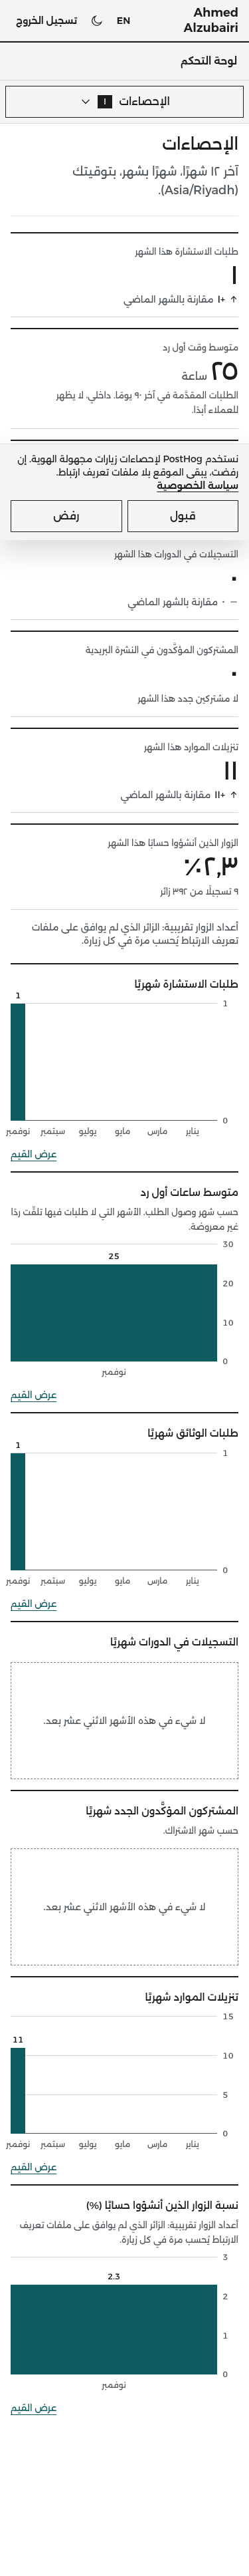 Ahmed
Alzubairi
EN
تسجيل الخروج
لوحة التحكم
الإحصاءات ١
الإحصاءات
آخر ١٢ شهرًا، شهرًا بشهر، بتوقيتك
(Asia/Riyadh).
طلبات الاستشارة هذا الشهر
١
↑ +١ مقارنة بالشهر الماضي
متوسط وقت أول رد
٢٥ ساعة
الطلبات المقدَّمة في آخر ٩٠ يومًا. داخلي، لا يظهر
للعملاء أبدًا.
نستخدم PostHog لإحصاءات زيارات مجهولة الهوية. إن
رفضت، يبقى الموقع بلا ملفات تعريف ارتباط.
سياسة الخصوصية
قبول
رفض
التسجيلات في الدورات هذا الشهر
٠
— ٠ مقارنة بالشهر الماضي
المشتركون المؤكَّدون في النشرة البريدية
٠
لا مشتركين جدد هذا الشهر
تنزيلات الموارد هذا الشهر
١١
↑ +١١ مقارنة بالشهر الماضي
الزوار الذين أنشؤوا حسابًا هذا الشهر
٢٫٣٪
٩ تسجيلًا من ٣٩٢ زائر
أعداد الزوار تقريبية: الزائر الذي لم يوافق على ملفات
تعريف الارتباط يُحسب مرة في كل زيارة.
طلبات الاستشارة شهريًا
1
1
0
يناير مارس مايو يوليو سبتمبر نوفمبر
عرض القيم
متوسط ساعات أول رد
حسب شهر وصول الطلب. الأشهر التي لا طلبات فيها تلقّت ردًا
غير معروضة.
30
25
20
10
0
نوفمبر
عرض القيم
طلبات الوثائق شهريًا
1
1
0
يناير مارس مايو يوليو سبتمبر نوفمبر
عرض القيم
التسجيلات في الدورات شهريًا
لا شيء في هذه الأشهر الاثني عشر بعد.
المشتركون المؤكَّدون الجدد شهريًا
حسب شهر الاشتراك.
لا شيء في هذه الأشهر الاثني عشر بعد.
تنزيلات الموارد شهريًا
15
11
10
5
0
يناير مارس مايو يوليو سبتمبر نوفمبر
عرض القيم
نسبة الزوار الذين أنشؤوا حسابًا (%)
أعداد الزوار تقريبية: الزائر الذي لم يوافق على ملفات تعريف
الارتباط يُحسب مرة في كل زيارة.
3
2.3
2
1
0
نوفمبر
عرض القيم